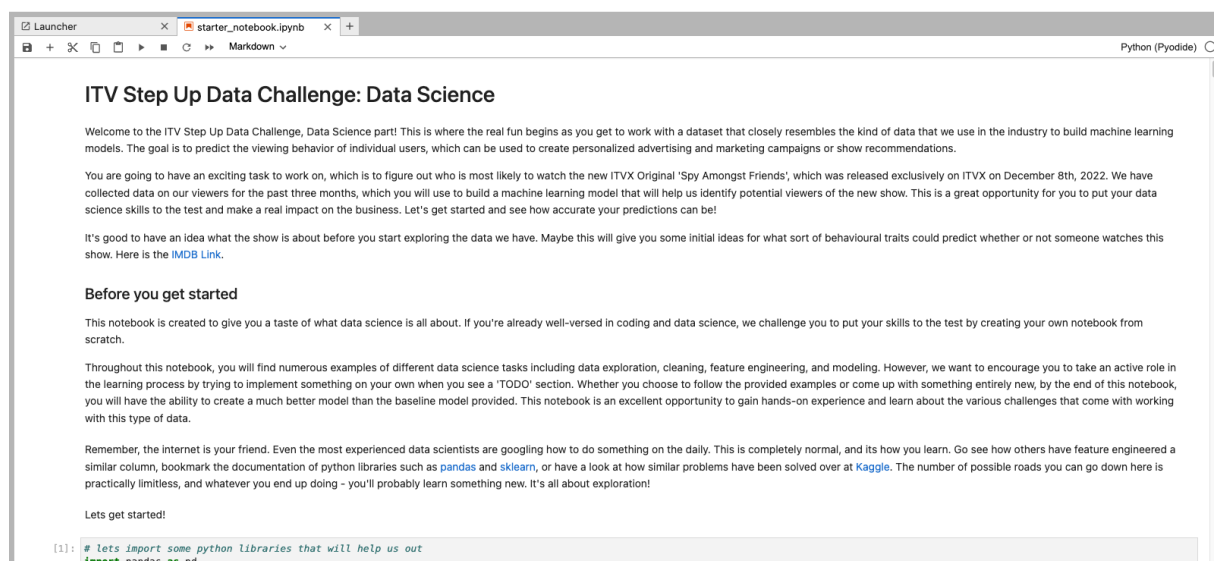 Launcher
starter_notebook.ipynb
Markdown
Python (Pyodide)
ITV Step Up Data Challenge: Data Science
Welcome to the ITV Step Up Data Challenge, Data Science part! This is where the real fun begins as you get to work with a dataset that closely resembles the kind of data that we use in the industry to build machine learning
models. The goal is to predict the viewing behavior of individual users, which can be used to create personalized advertising and marketing campaigns or show recommendations.
You are going to have an exciting task to work on, which is to figure out who is most likely to watch the new ITVX Original 'Spy Amongst Friends', which was released exclusively on ITVX on December 8th, 2022. We have
collected data on our viewers for the past three months, which you will use to build a machine learning model that will help us identify potential viewers of the new show. This is a great opportunity for you to put your data
science skills to the test and make a real impact on the business. Let's get started and see how accurate your predictions can be!
It's good to have an idea what the show is about before you start exploring the data we have. Maybe this will give you some initial ideas for what sort of behavioural traits could predict whether or not someone watches this
show. Here is the IMDB Link.
Before you get started
This notebook is created to give you a taste of what data science is all about. If you're already well-versed in coding and data science, we challenge you to put your skills to the test by creating your own notebook from
scratch.
Throughout this notebook, you will find numerous examples of different data science tasks including data exploration, cleaning, feature engineering, and modeling. However, we want to encourage you to take an active role in
the learning process by trying to implement something on your own when you see a 'TODO' section. Whether you choose to follow the provided examples or come up with something entirely new, by the end of this notebook,
you will have the ability to create a much better model than the baseline model provided. This notebook is an excellent opportunity to gain hands-on experience and learn about the various challenges that come with working
with this type of data.
Remember, the internet is your friend. Even the most experienced data scientists are googling how to do something on the daily. This is completely normal, and its how you learn. Go see how others have feature engineered a
similar column, bookmark the documentation of python libraries such as pandas and sklearn, or have a look at how similar problems have been solved over at Kaggle. The number of possible roads you can go down here is
practically limitless, and whatever you end up doing - you'll probably learn something new. It's all about exploration!
Lets get started!
[1]: # lets import some python libraries that will help us out
import pandas as pd